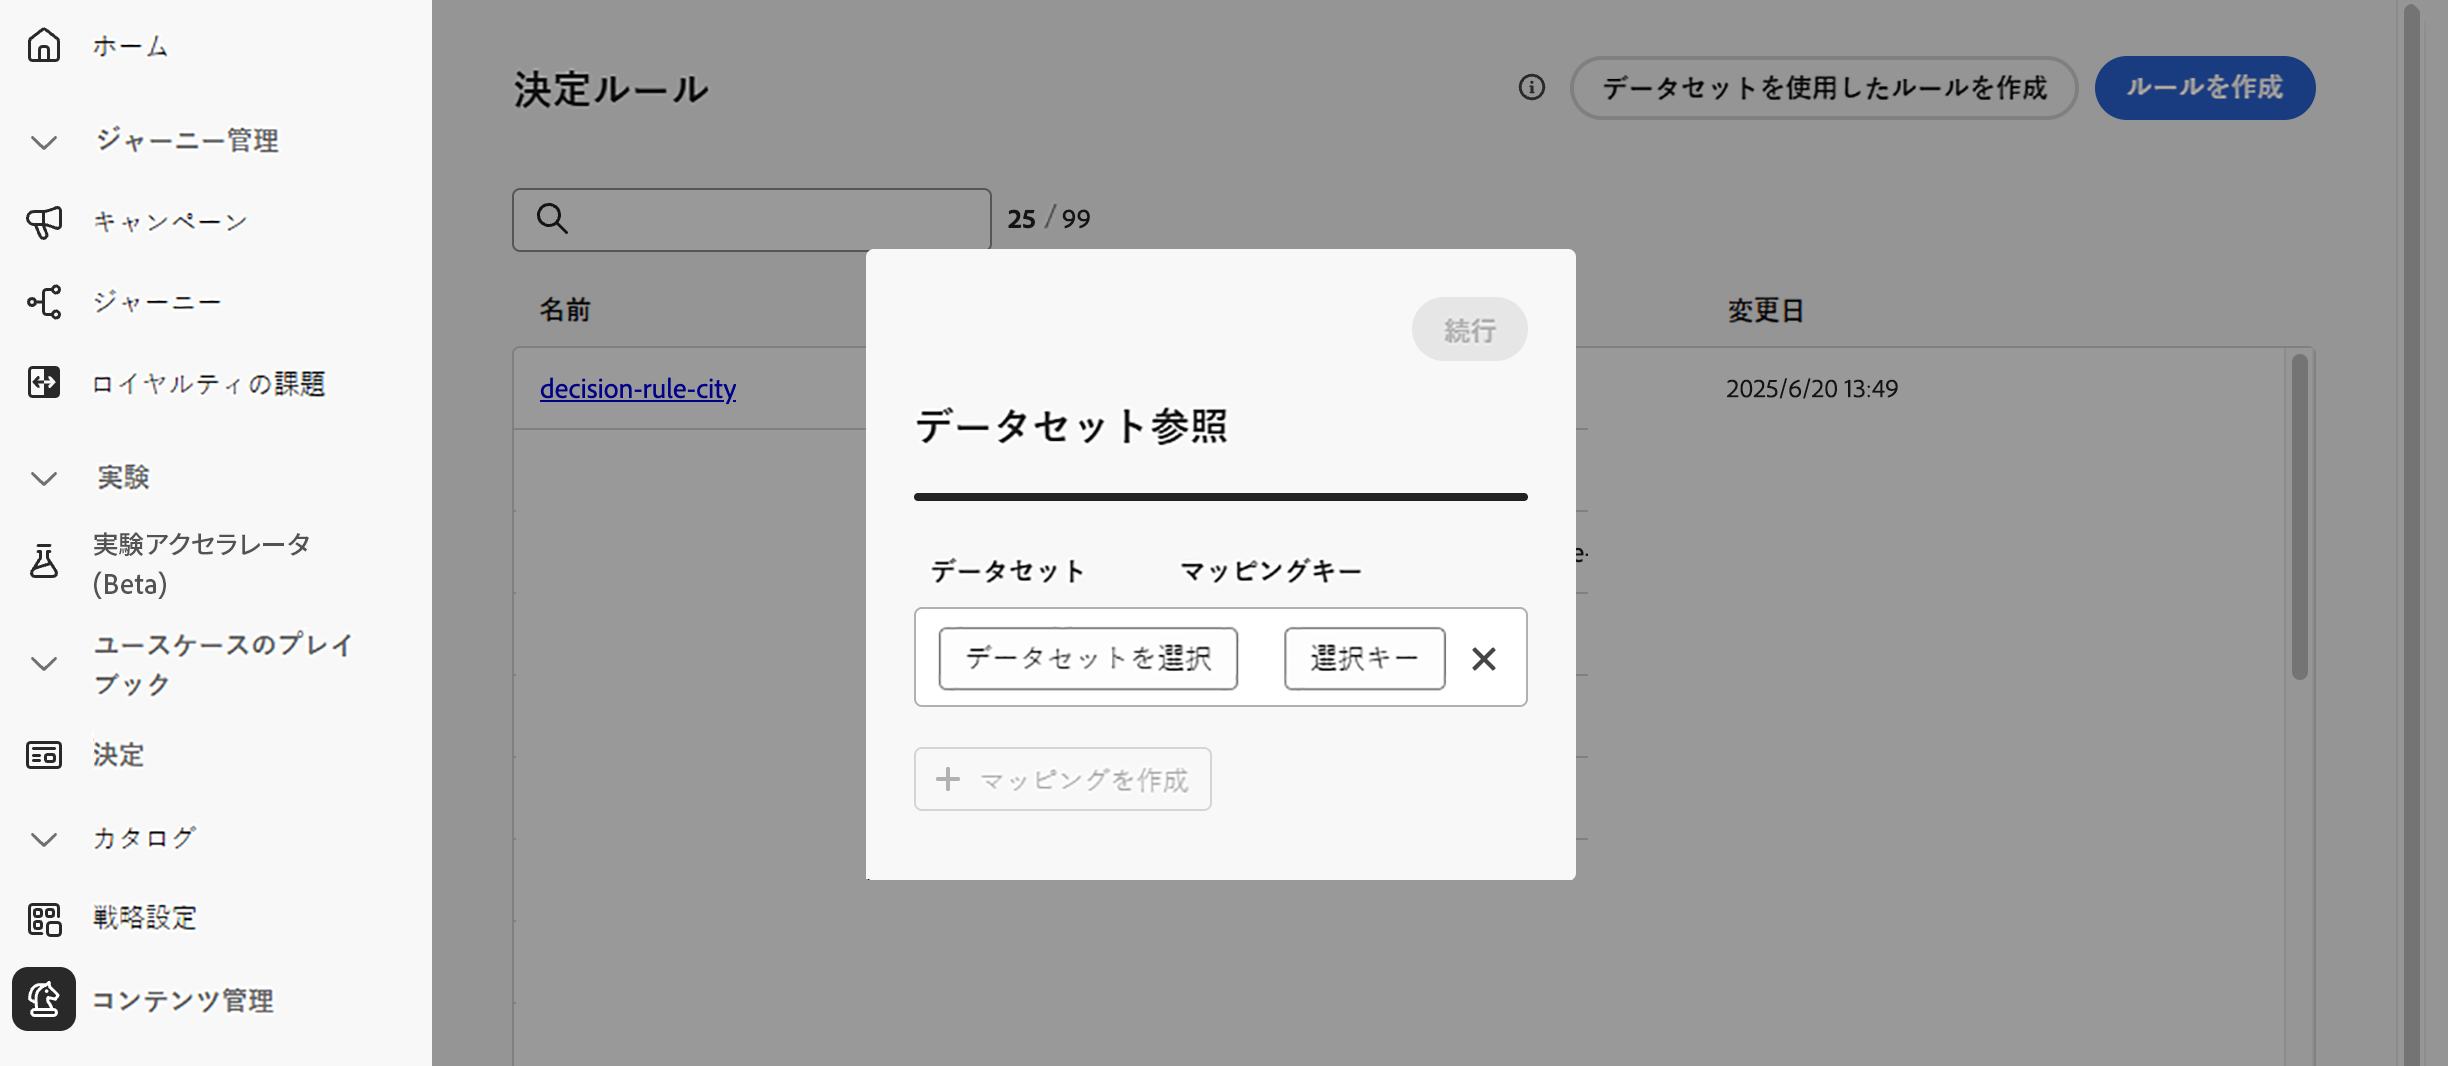 ホーム
ジャーニー管理
キャンペーン
ジャーニー
ロイヤルティの課題
実験
実験アクセラレータ
(Beta)
ユースケースのプレイ
ブック
決定
カタログ
戦略設定
コンテンツ管理
決定ルール
データセットを使用したルールを作成
ルールを作成
25 / 99
名前
変更日
decision-rule-city
2025/6/20 13:49
e-
続行
データセット参照
データセット
マッピングキー
データセットを選択
選択キー
マッピングを作成